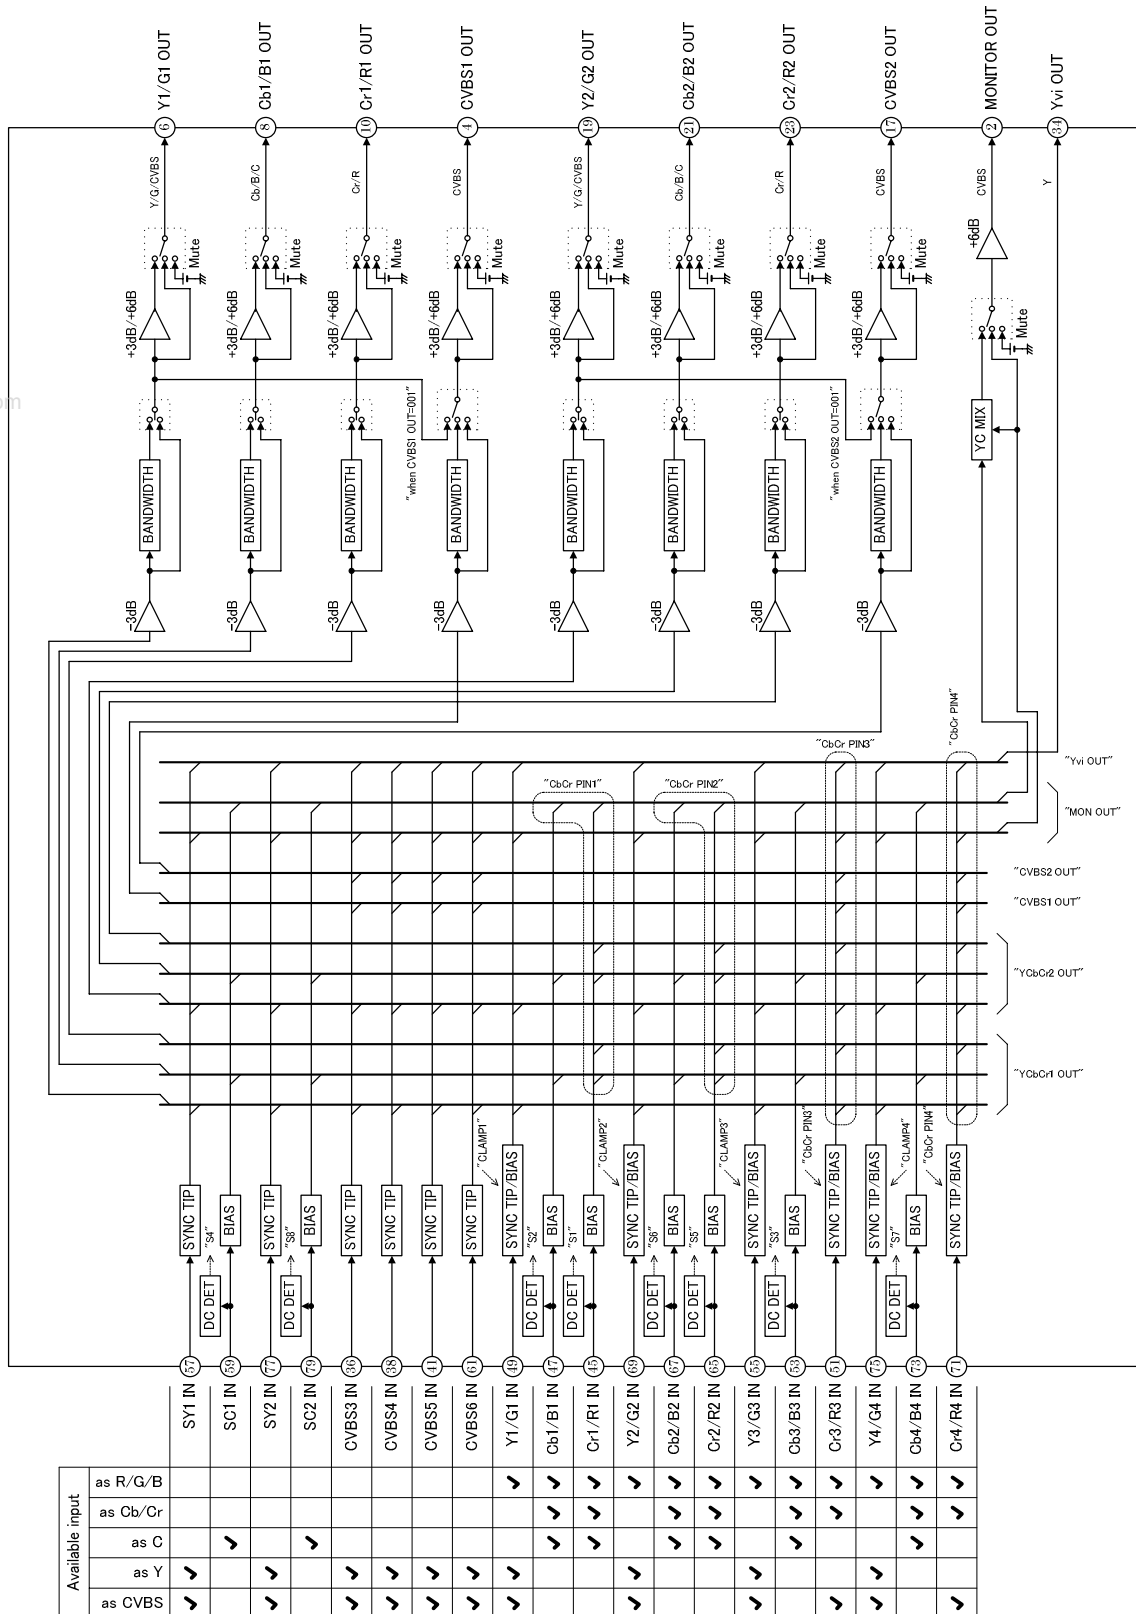 Y1/G1 OUT
Cb1/B1 OUT
Cr1/R1 OUT
CVBS1 OUT
Y2/G2 OUT
Cb2/B2 OUT
Cr2/R2 OUT
CVBS2 OUT
MONITOR OUT
Yvi OUT
6
8
10
4
19
21
23
17
2
34
Y/G/CVBS
Cb/B/C
Cr/R
CVBS
Y/G/CVBS
Cb/B/C
Cr/R
CVBS
CVBS
Y
+6dB
Mute
Mute
Mute
Mute
Mute
Mute
Mute
Mute
+3dB/+6dB
+3dB/+6dB
+3dB/+6dB
+3dB/+6dB
+3dB/+6dB
+3dB/+6dB
+3dB/+6dB
+3dB/+6dB
Mute
om
"when CVBS1 OUT=001"
"when CVBS2 OUT=001"
YC MIX
BANDWIDTH
BANDWIDTH
BANDWIDTH
BANDWIDTH
BANDWIDTH
BANDWIDTH
BANDWIDTH
BANDWIDTH
-3dB
-3dB
-3dB
-3dB
-3dB
-3dB
-3dB
-3dB
"CbCr PIN4"
"CbCr PIN3"
"Yvi OUT"
"CbCr PIN1"
"CbCr PIN2"
"MON OUT"
"CVBS2 OUT"
"CVBS1 OUT"
"YCbCr2 OUT"
"YCbCr1 OUT"
"CLAMP1"
"CLAMP2"
"CLAMP3"
"CbCr PIN3"
"CLAMP4"
"CbCr PIN4"
SYNC TIP
BIAS
SYNC TIP
BIAS
SYNC TIP
SYNC TIP
SYNC TIP
SYNC TIP
SYNC TIP/BIAS
BIAS
BIAS
SYNC TIP/BIAS
BIAS
BIAS
SYNC TIP/BIAS
BIAS
SYNC TIP/BIAS
SYNC TIP/BIAS
BIAS
SYNC TIP/BIAS
"S4"
"S8"
"S2"
"S1"
"S6"
"S5"
"S3"
"S7"
DC DET
DC DET
DC DET
DC DET
DC DET
DC DET
DC DET
DC DET
57
59
77
79
36
38
41
61
49
47
45
69
67
65
55
53
51
75
73
71
SY1 IN
SC1 IN
SY2 IN
SC2 IN
CVBS3 IN
CVBS4 IN
CVBS5 IN
CVBS6 IN
Y1/G1 IN
Cb1/B1 IN
Cr1/R1 IN
Y2/G2 IN
Cb2/B2 IN
Cr2/R2 IN
Y3/G3 IN
Cb3/B3 IN
Cr3/R3 IN
Y4/G4 IN
Cb4/B4 IN
Cr4/R4 IN
Available input
as R/G/B
as Cb/Cr
as C
as Y
as CVBS